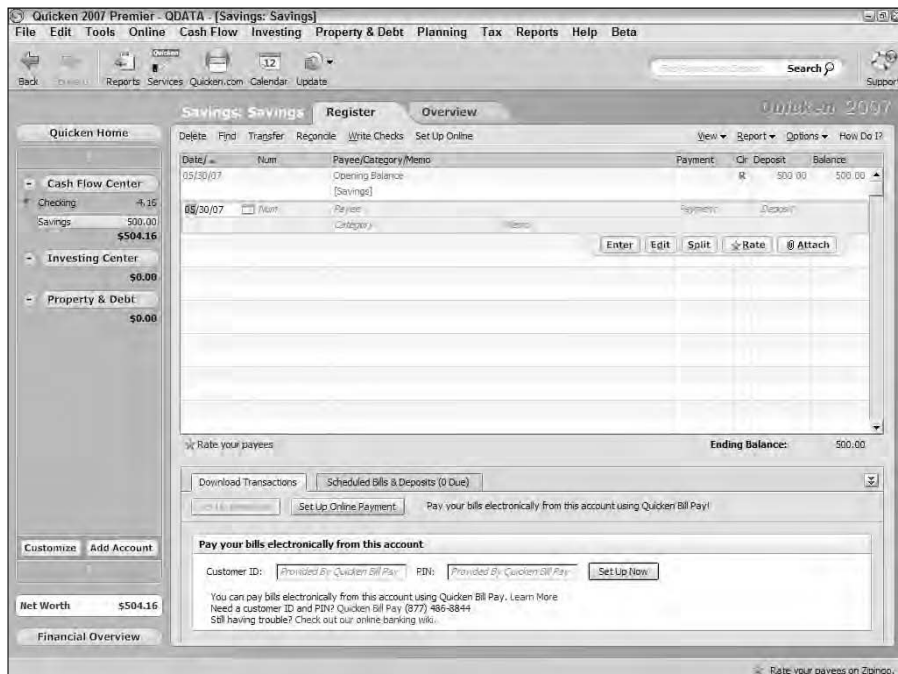 Quicken 2007 Premier - QDATA - [Savings: Savings]
File Edit Tools Online Cash Flow Investing Property & Debt Planning Tax Reports Help Beta
12
Back Reports Services Quicken.com Calendar Update Search Support
Savings: Savings Register Overview Quicken 2007
Quicken Home
Delete Find Transfer Reconcile Write Checks Set Up Online View Report Options How Do I?
Date/ Num Payee/Category/Memo Payment Clr Deposit Balance
05/30/07 Opening Balance R 500 00 500 00
[Savings]
05/30/07 Num Payee Payment Deposit
Category Memo
Enter Edit Split Rate Attach
- Cash Flow Center
Checking 4.16
Savings 500.00
$504.16
- Investing Center
$0.00
- Property & Debt
$0.00
Rate your payees Ending Balance: 500.00
Download Transactions Scheduled Bills & Deposits (0 Due)
Set Up Online Payment Pay your bills electronically from this account using Quicken Bill Pay!
Pay your bills electronically from this account
Customer ID: Provided By Quicken Bill Pay PIN: Provided By Quicken Bill Pay Set Up Now
You can pay bills electronically from this account using Quicken Bill Pay. Learn More
Need a customer ID and PIN? Quicken Bill Pay (877) 486-8844
Still having trouble? Check out our online banking wiki.
Customize Add Account
Net Worth $504.16
Financial Overview
Rate your payees on Zipingo.